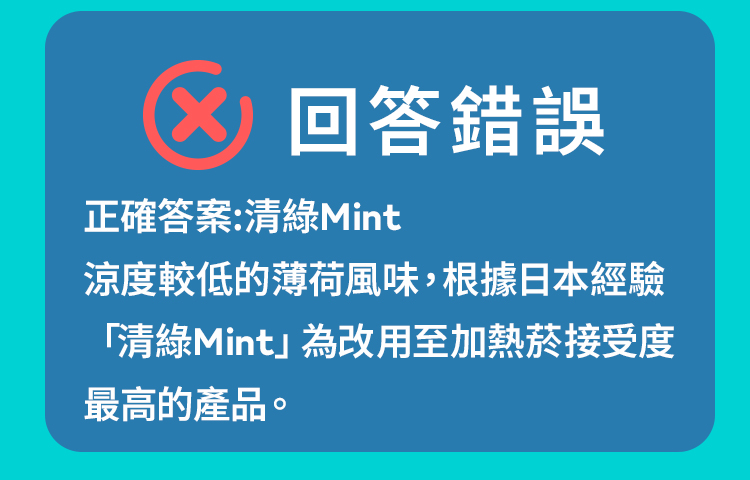 回答錯誤
正確答案:清綠Mint
涼度較低的薄荷風味,根據日本經驗
「清綠Mint」為改用至加熱菸接受度
最高的產品。